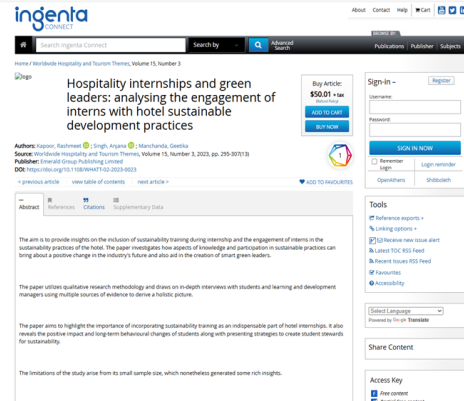 ingenta
CONNECT
About Contact Help Cart
Search Ingenta Connect
Search by
Advanced Search
BROWSE BY
Publications Publisher Subjects
Home / Worldwide Hospitality and Tourism Themes, Volume 15, Number 3
logo
Hospitality internships and green
leaders: analysing the engagement of
interns with hotel sustainable
development practices
Buy Article:
$50.01 + tax
Refund Policy
ADD TO CART
BUY NOW
Authors: Kapoor, Rashmeet ; Singh, Anjana ; Manchanda, Geetika
Source: Worldwide Hospitality and Tourism Themes, Volume 15, Number 3, 2023, pp. 295-307(13)
Publisher: Emerald Group Publishing Limited
DOI: https://doi.org/10.1108/WHATT-02-2023-0023
1
< previous article view table of contents next article >
ADD TO FAVOURITES
Abstract References Citations Supplementary Data
The aim is to provide insights on the inclusion of sustainability training during internship and the engagement of interns in the
sustainability practices of the hotel. The paper investigates how aspects of knowledge and participation in sustainable practices can
bring about a positive change in the industry's future and also aid in the creation of smart green leaders.
The paper utilizes qualitative research methodology and draws on in-depth interviews with students and learning and development
managers using multiple sources of evidence to derive a holistic picture.
The paper aims to highlight the importance of incorporating sustainability training as an indispensable part of hotel internships. It also
reveals the positive impact and long-term behavioural changes of students along with presenting strategies to create student stewards
for sustainability.
The limitations of the study arise from its small sample size, which nonetheless generated some rich insights.
Sign-in
Register
Username:
Password:
SIGN IN NOW
Remember Login
Login reminder
OpenAthens Shibboleth
Tools
Reference exports +
Linking options +
Receive new issue alert
Latest TOC RSS Feed
Recent Issues RSS Feed
Favourites
Accessibility
Select Language
Powered by Google Translate
Share Content
Access Key
F Free content